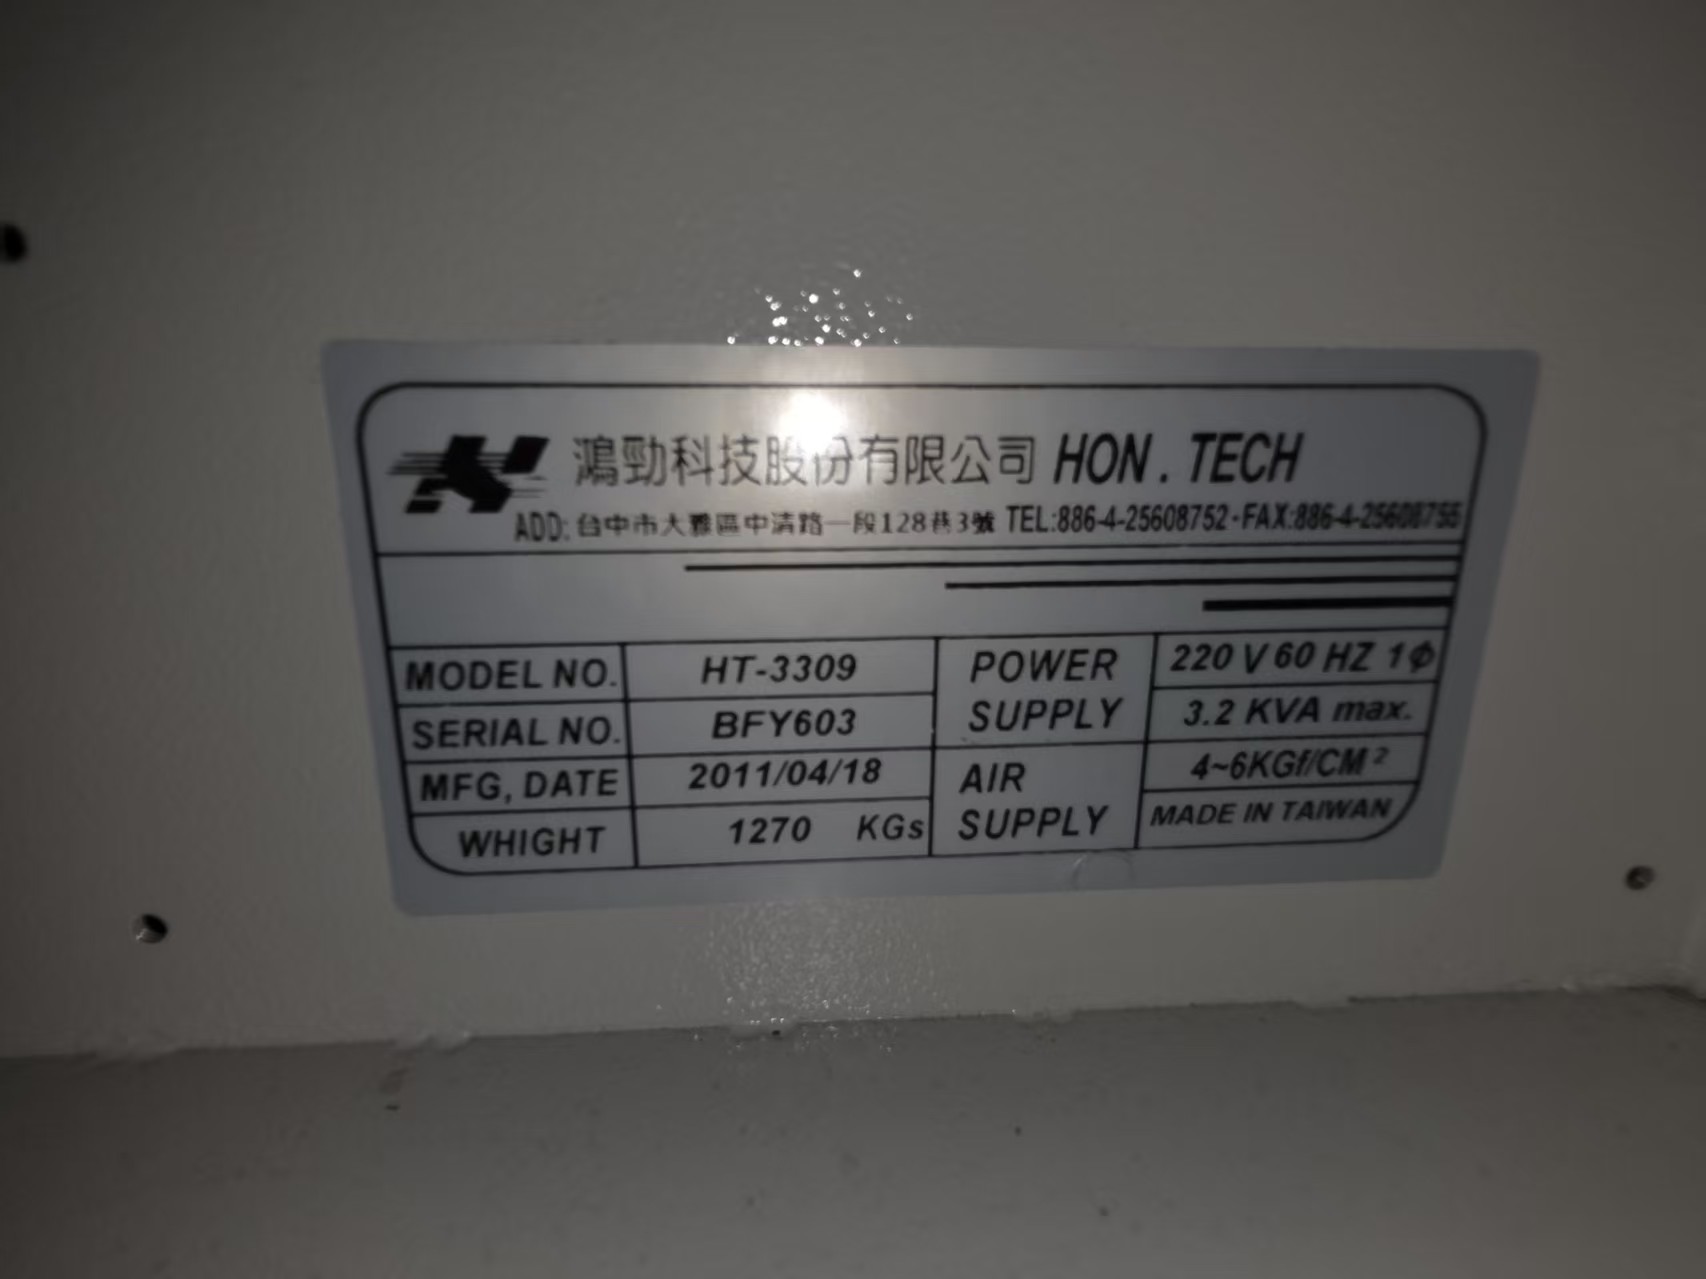 鴻勁科技股份有限公司 HON . TECH
ADD: 台中市大雅區中清路一段128巷3號 TEL:886-4-25608752-FAX:886-4-25608755
MODEL NO. HT-3309 POWER SUPPLY 220 V 60 HZ 1ϕ
SERIAL NO. BFY603 3.2 KVA max.
MFG, DATE 2011/04/18 AIR SUPPLY 4~6KGf/CM²
WHIGHT 1270 KGs MADE IN TAIWAN